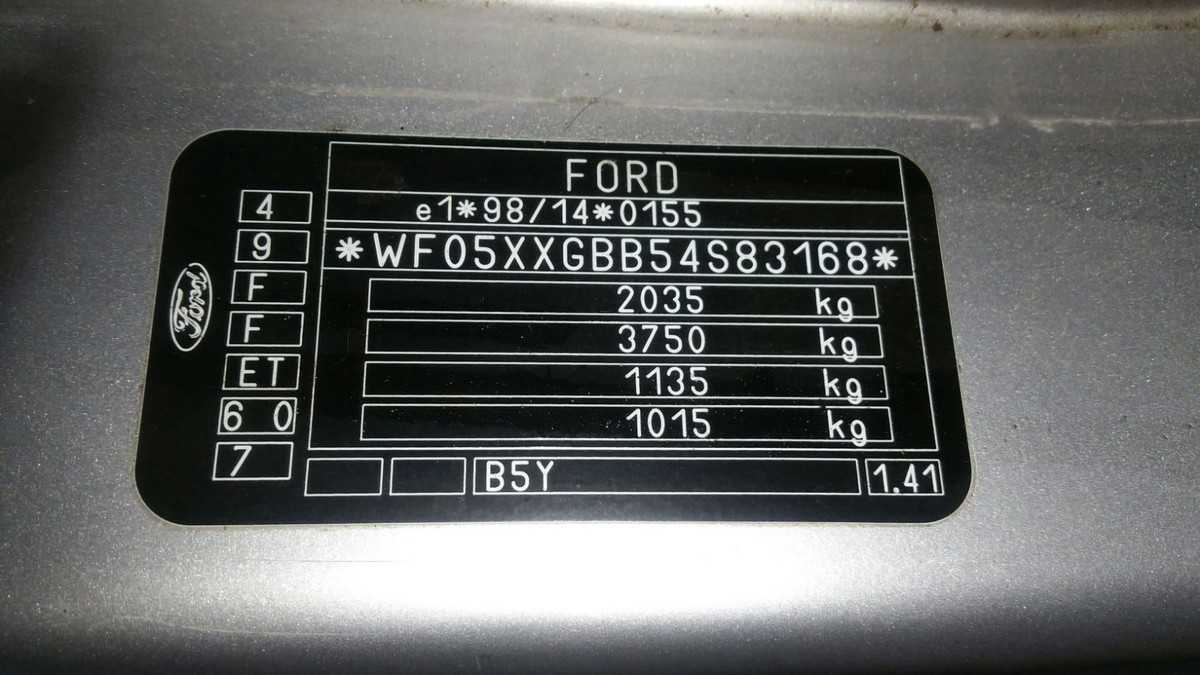 FORD
e1*98/14*0155
*WF05XXGBB54S83168*
2035 kg
3750 kg
1135 kg
1015 kg
B5Y
1.41
4
9
F
F
ET
6 0
7
Ford